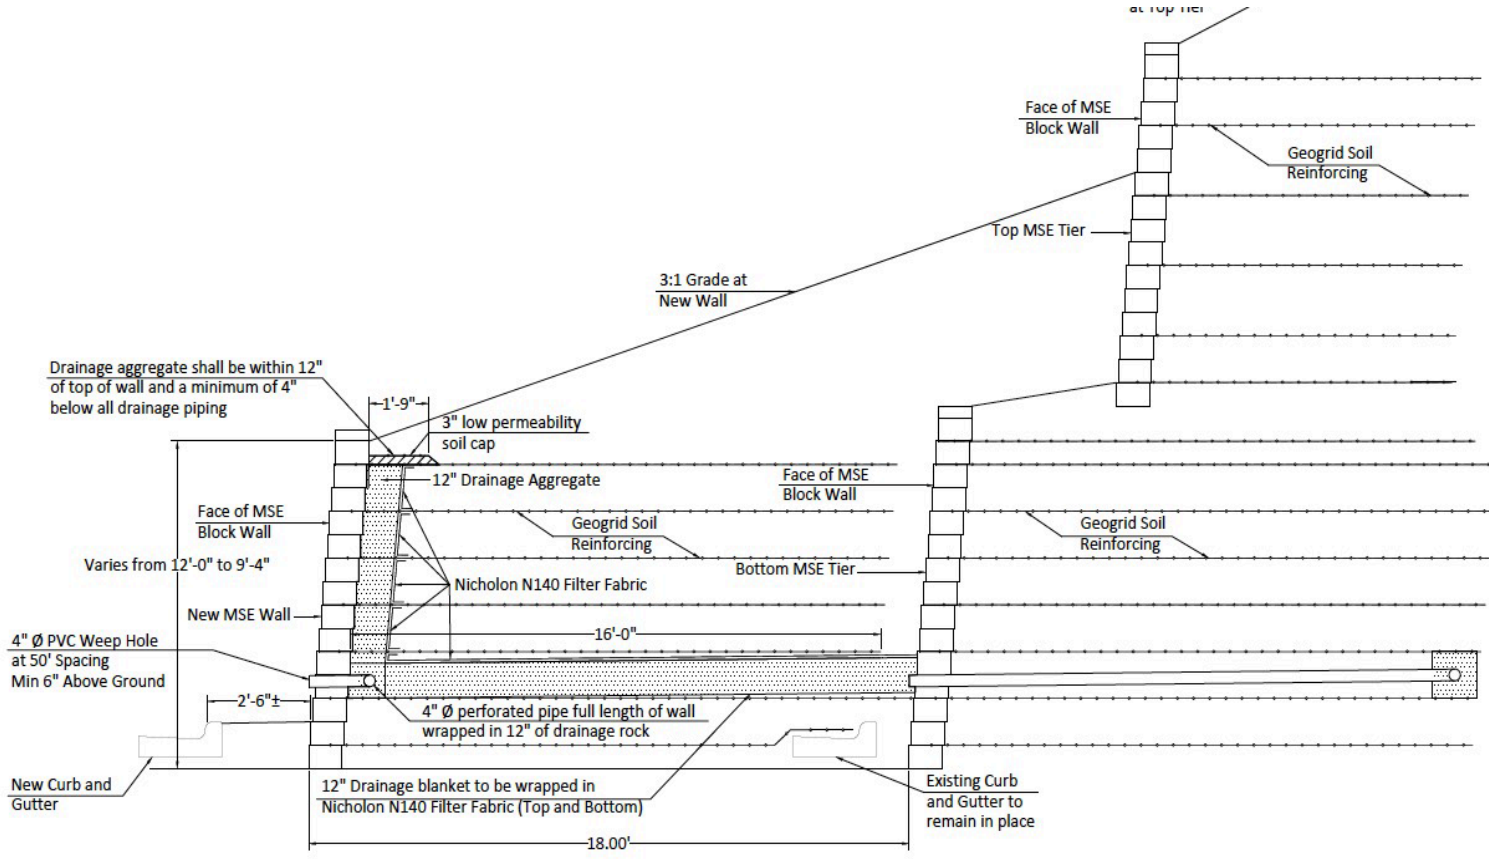 at Top Tier
Face of MSE
Block Wall
Geogrid Soil
Reinforcing
Top MSE Tier
3:1 Grade at
New Wall
Drainage aggregate shall be within 12"
of top of wall and a minimum of 4"
below all drainage piping
1'-9"
3" low permeability
soil cap
12" Drainage Aggregate
Face of MSE
Block Wall
Face of MSE
Block Wall
Geogrid Soil
Reinforcing
Geogrid Soil
Reinforcing
Varies from 12'-0" to 9'-4"
Bottom MSE Tier
Nicholon N140 Filter Fabric
New MSE Wall
16'-0"
4" Ø PVC Weep Hole
at 50' Spacing
Min 6" Above Ground
2'-6"±
4" Ø perforated pipe full length of wall
wrapped in 12" of drainage rock
New Curb and
Gutter
12" Drainage blanket to be wrapped in
Nicholon N140 Filter Fabric (Top and Bottom)
Existing Curb
and Gutter to
remain in place
18.00'